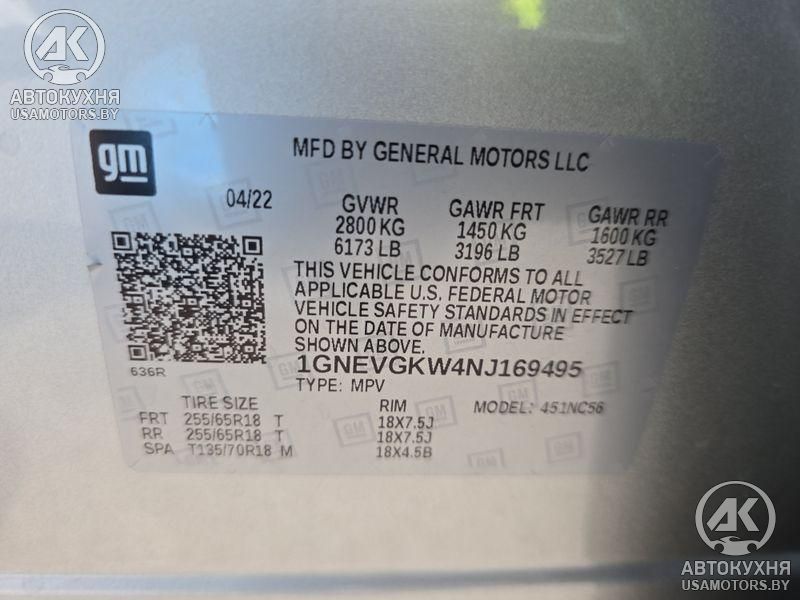 AK
АВТОКУХНЯ
USAMOTORS.BY
gm
MFD BY GENERAL MOTORS LLC
04/22
GVWR
2800 KG
6173 LB
GAWR FRT
1450 KG
3196 LB
GAWR RR
1600 KG
3527 LB
THIS VEHICLE CONFORMS TO ALL
APPLICABLE U.S. FEDERAL MOTOR
VEHICLE SAFETY STANDARDS IN EFFECT
ON THE DATE OF MANUFACTURE
SHOWN ABOVE.
636R
1GNEVGKW4NJ169495
TYPE: MPV
TIRE SIZE
RIM
MODEL: 451NC56
FRT 255/65R18 T 18X7.5J
RR 255/65R18 T 18X7.5J
SPA T135/70R18 M 18X4.5B
AK
АВТОКУХНЯ
USAMOTORS.BY